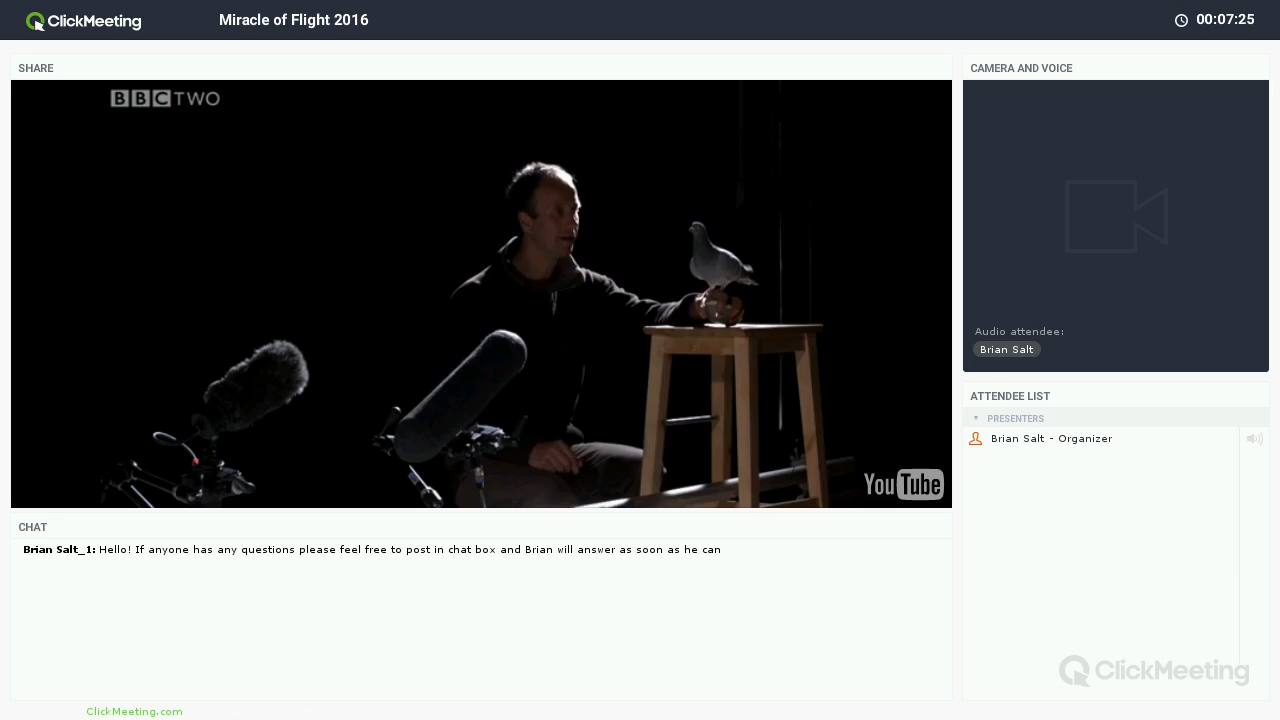 ClickMeeting
Miracle of Flight 2016
00:07:25
SHARE
BBC TWO
YouTube
CAMERA AND VOICE
Audio attendee:
Brian Salt
ATTENDEE LIST
PRESENTERS
Brian Salt - Organizer
CHAT
Brian Salt_1: Hello! If anyone has any questions please feel free to post in chat box and Brian will answer as soon as he can
ClickMeeting
ClickMeeting.com